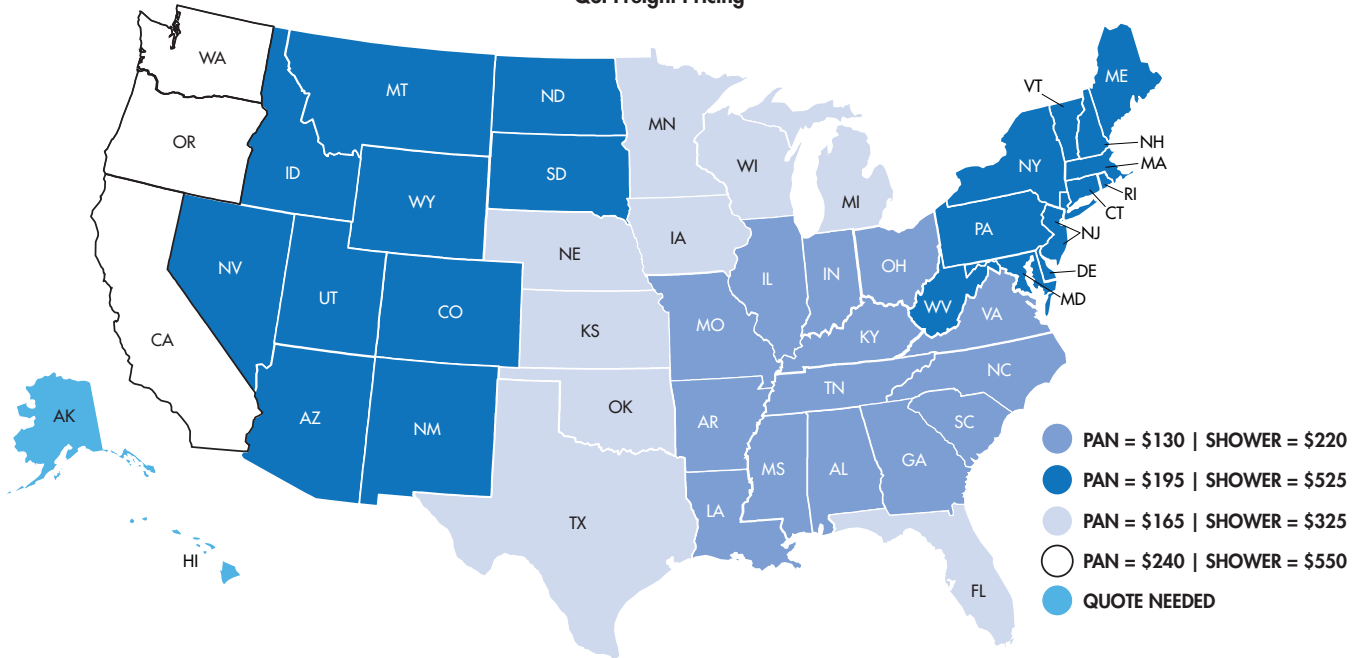 QCI Freight Pricing
WA
MT
ND
MN
OR
ID
WY
SD
WI
MI
VT
ME
NH
MA
NY
RI
CT
PA
NJ
DE
MD
NV
UT
CO
NE
IA
IL
IN
OH
WV
VA
CA
KS
MO
KY
NC
AZ
NM
OK
AR
TN
SC
AK
TX
LA
MS
AL
GA
HI
FL
PAN = $130 | SHOWER = $220
PAN = $195 | SHOWER = $525
PAN = $165 | SHOWER = $325
PAN = $240 | SHOWER = $550
QUOTE NEEDED